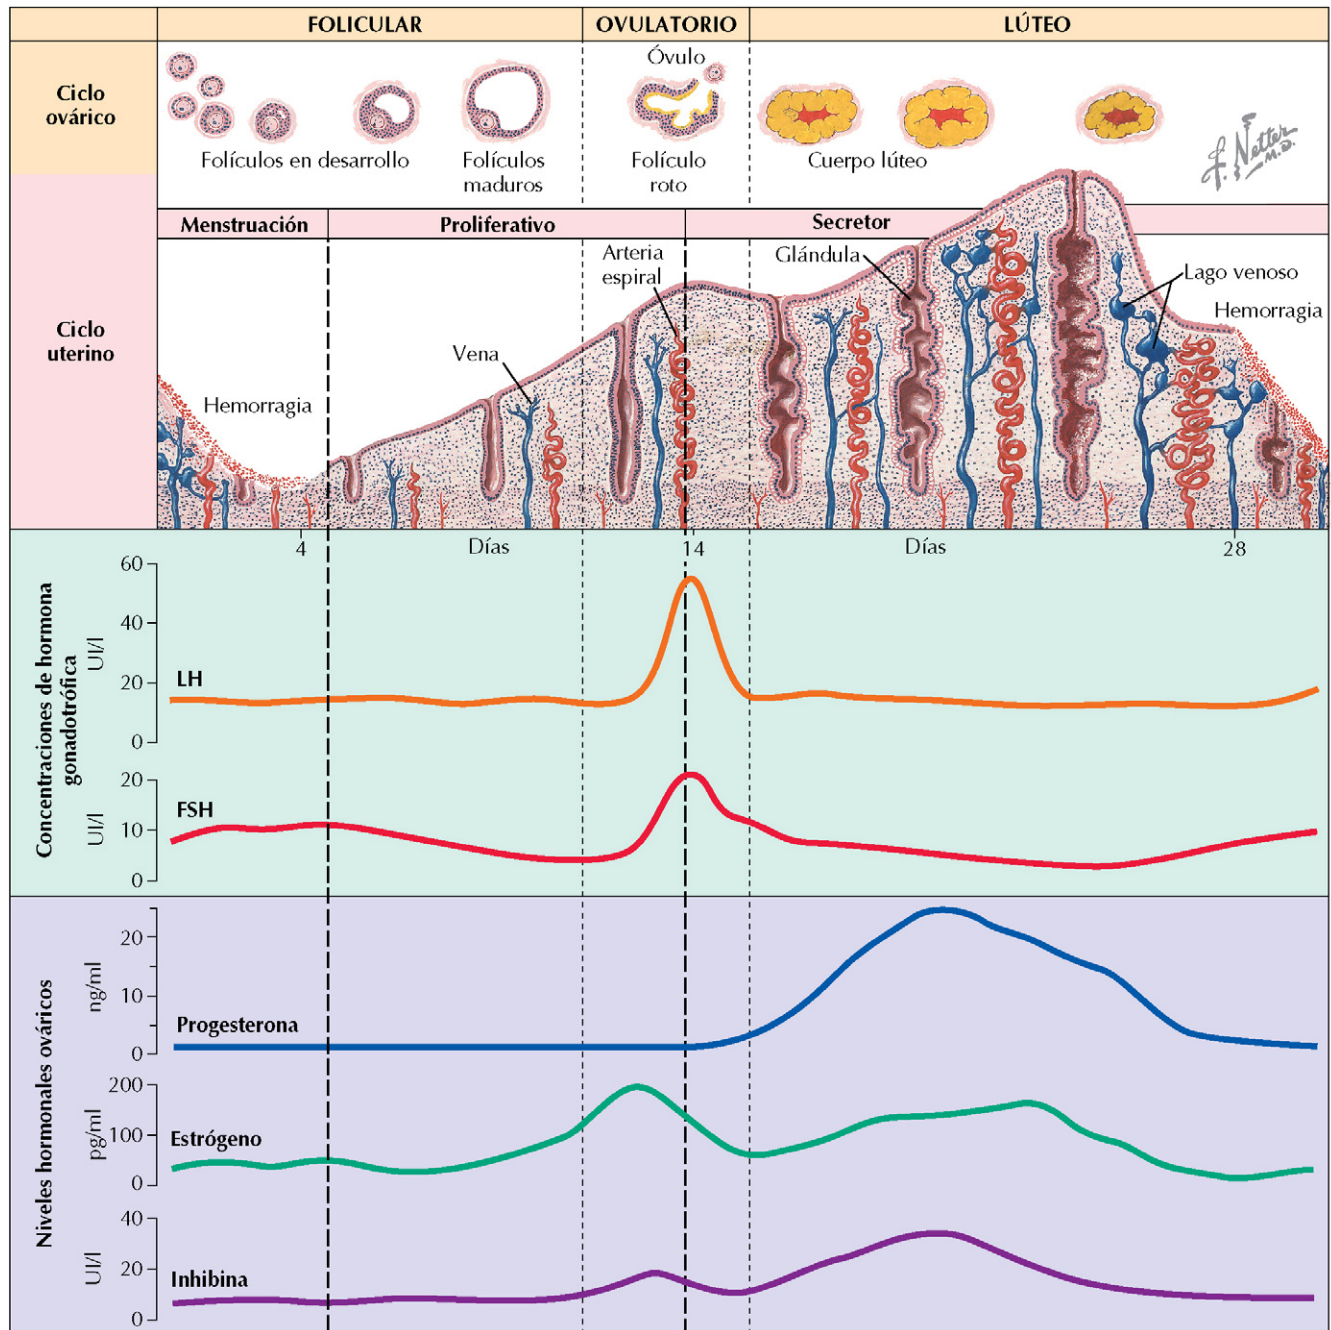 FOLICULAR
OVULATORIO
LÚTEO
Ciclo
ovárico
Óvulo
Folículos en desarrollo
Folículos
maduros
Folículo
roto
Cuerpo lúteo
F. Netter
M.D.
Menstruación
Proliferativo
Secretor
Ciclo
uterino
Hemorragia
Vena
Arteria
espiral
Glándula
Lago venoso
Hemorragia
4
Días
14
Días
28
Concentraciones de hormona
gonadotrófica
UI/l
60
40
20
0
LH
UI/l
20
10
0
FSH
Niveles hormonales ováricos
ng/ml
20
10
0
Progesterona
pg/ml
200
100
0
Estrógeno
UI/l
40
20
0
Inhibina